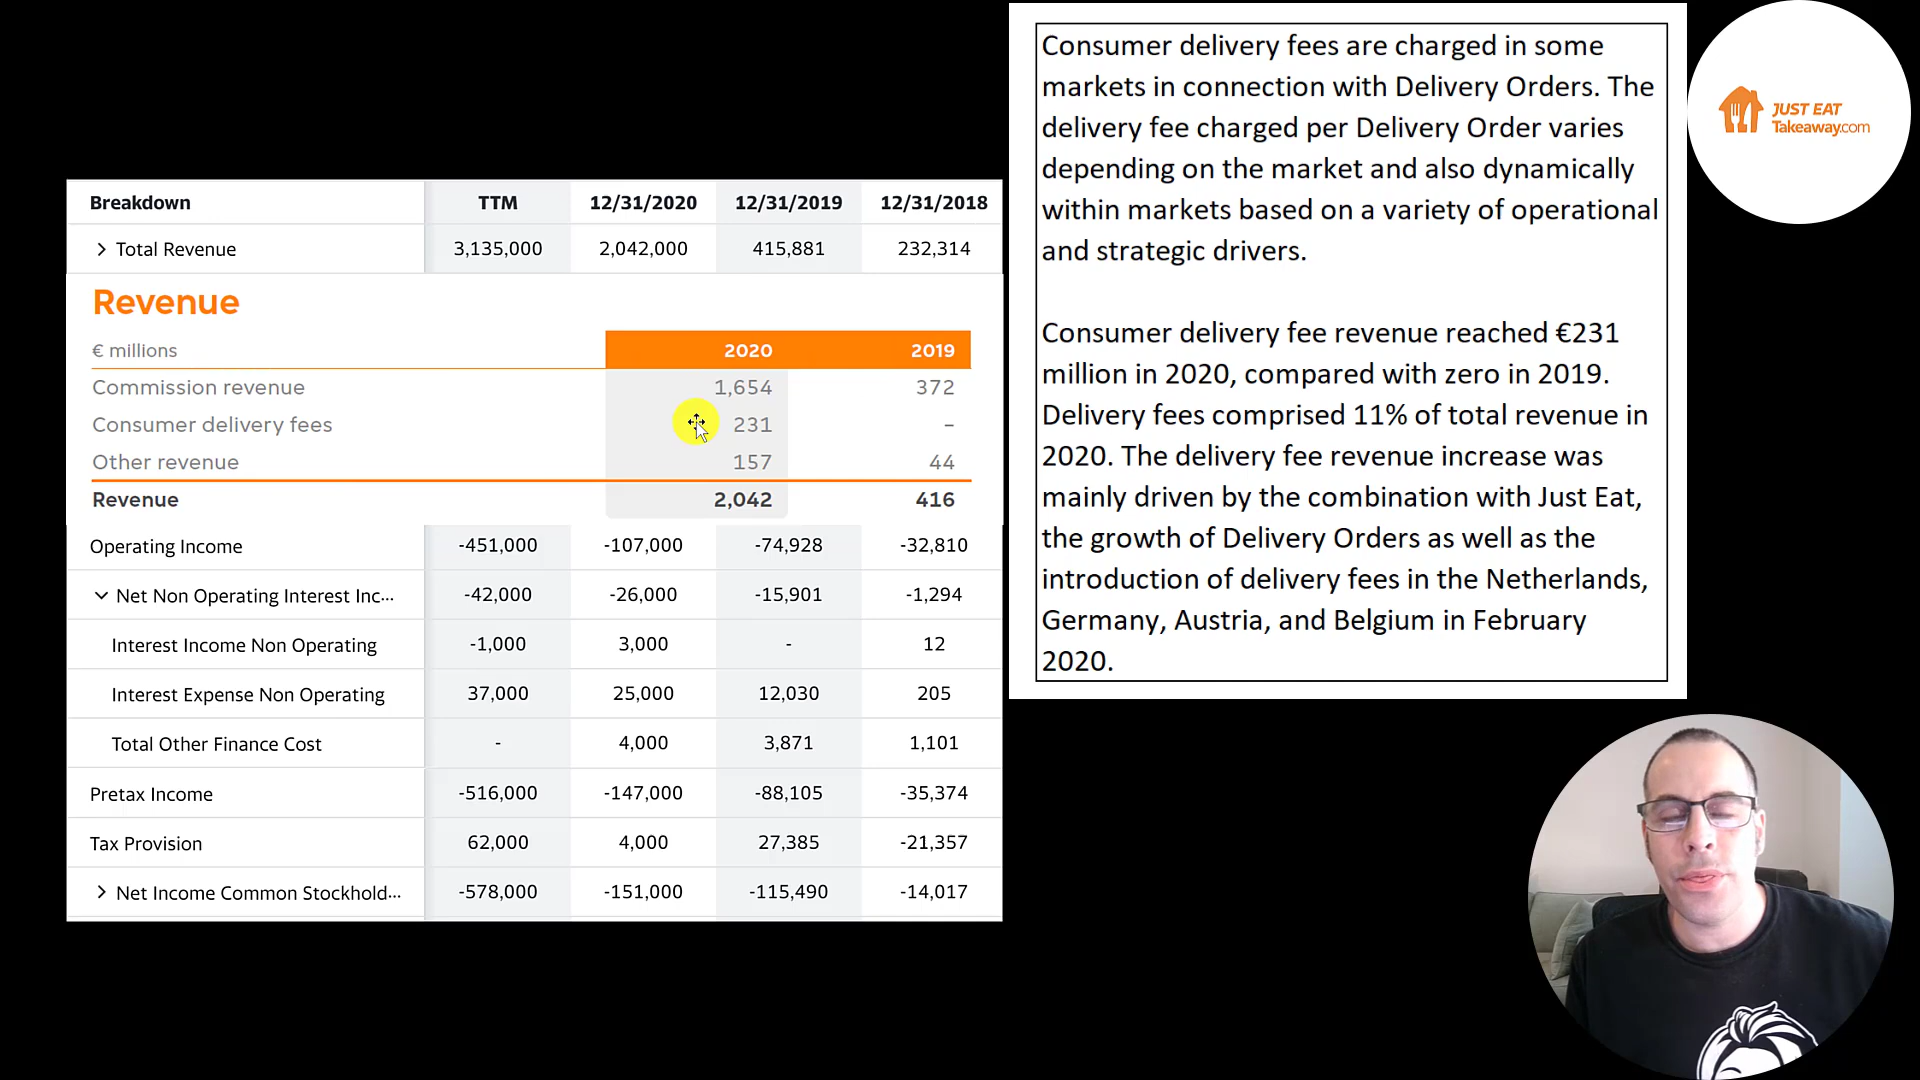 Breakdown TTM 12/31/2020 12/31/2019 12/31/2018
Total Revenue 3,135,000 2,042,000 415,881 232,314
Revenue
€ millions 2020 2019
Commission revenue 1,654 372
Consumer delivery fees 231 –
Other revenue 157 44
Revenue 2,042 416
Operating Income -451,000 -107,000 -74,928 -32,810
Net Non Operating Interest Inc... -42,000 -26,000 -15,901 -1,294
Interest Income Non Operating -1,000 3,000 - 12
Interest Expense Non Operating 37,000 25,000 12,030 205
Total Other Finance Cost - 4,000 3,871 1,101
Pretax Income -516,000 -147,000 -88,105 -35,374
Tax Provision 62,000 4,000 27,385 -21,357
Net Income Common Stockhold... -578,000 -151,000 -115,490 -14,017
Consumer delivery fees are charged in some
markets in connection with Delivery Orders. The
delivery fee charged per Delivery Order varies
depending on the market and also dynamically
within markets based on a variety of operational
and strategic drivers.
Consumer delivery fee revenue reached €231
million in 2020, compared with zero in 2019.
Delivery fees comprised 11% of total revenue in
2020. The delivery fee revenue increase was
mainly driven by the combination with Just Eat,
the growth of Delivery Orders as well as the
introduction of delivery fees in the Netherlands,
Germany, Austria, and Belgium in February
2020.
JUST EAT
Takeaway.com